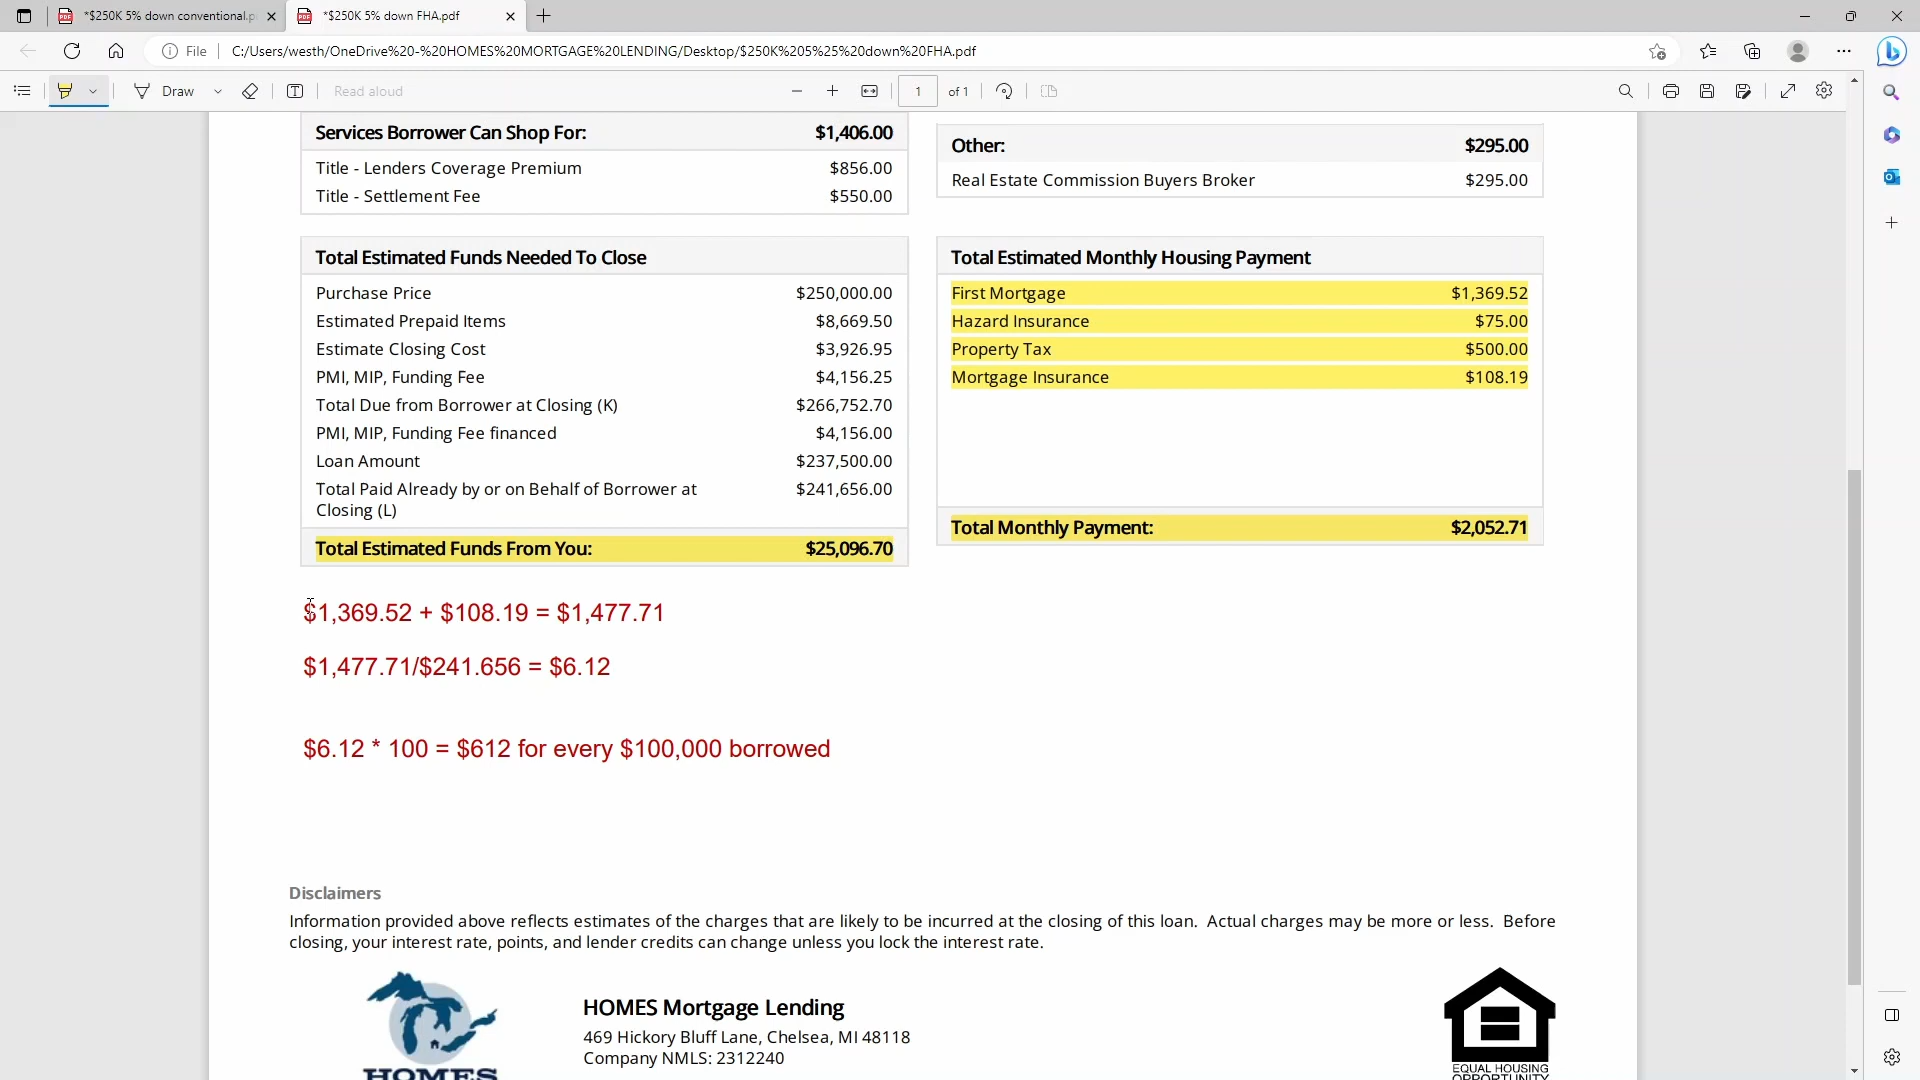 *$250K 5% down conventional.p
*$250K 5% down FHA.pdf
File
C:/Users/westh/OneDrive%20-%20HOMES%20MORTGAGE%20LENDING/Desktop/$250K%205%25%20down%20FHA.pdf
Draw
Read aloud
1
of 1
Services Borrower Can Shop For: $1,406.00
Title - Lenders Coverage Premium $856.00
Title - Settlement Fee $550.00
Other: $295.00
Real Estate Commission Buyers Broker $295.00
Total Estimated Funds Needed To Close
Purchase Price $250,000.00
Estimated Prepaid Items $8,669.50
Estimate Closing Cost $3,926.95
PMI, MIP, Funding Fee $4,156.25
Total Due from Borrower at Closing (K) $266,752.70
PMI, MIP, Funding Fee financed $4,156.00
Loan Amount $237,500.00
Total Paid Already by or on Behalf of Borrower at $241,656.00
Closing (L)
Total Estimated Funds From You: $25,096.70
Total Estimated Monthly Housing Payment
First Mortgage $1,369.52
Hazard Insurance $75.00
Property Tax $500.00
Mortgage Insurance $108.19
Total Monthly Payment: $2,052.71
$1,369.52 + $108.19 = $1,477.71
$1,477.71/$241.656 = $6.12
$6.12 * 100 = $612 for every $100,000 borrowed
Disclaimers
Information provided above reflects estimates of the charges that are likely to be incurred at the closing of this loan. Actual charges may be more or less. Before
closing, your interest rate, points, and lender credits can change unless you lock the interest rate.
HOMES
HOMES Mortgage Lending
469 Hickory Bluff Lane, Chelsea, MI 48118
Company NMLS: 2312240
EQUAL HOUSING
OPPORTUNITY